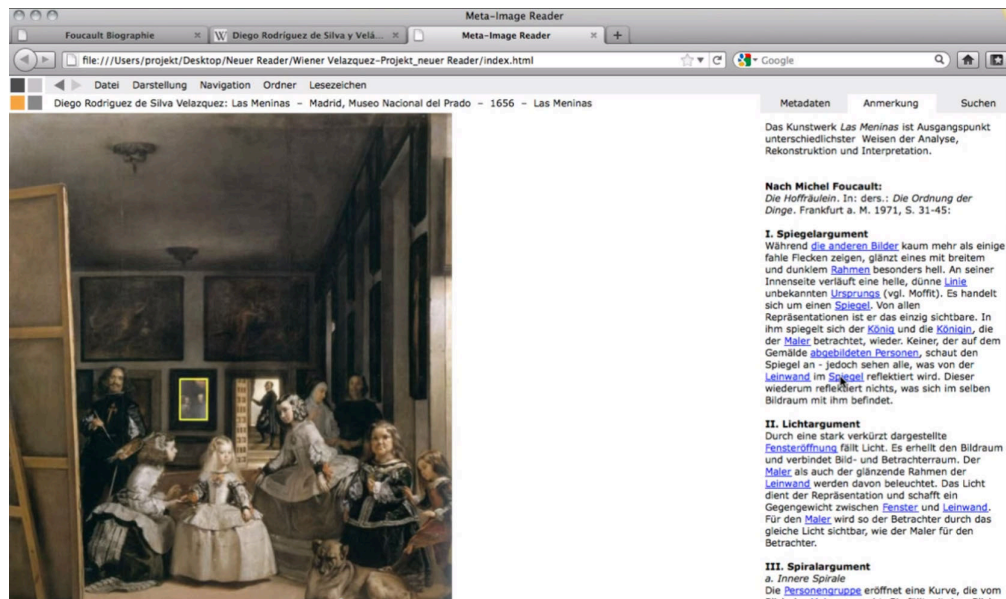 Meta-Image Reader
Foucault Biographie
Diego Rodríguez de Silva y Velá...
Meta-Image Reader
file:///Users/projekt/Desktop/Neuer Reader/Wiener Velazquez-Projekt_neuer Reader/index.html
Google
Datei Darstellung Navigation Ordner Lesezeichen
Diego Rodriguez de Silva Velazquez: Las Meninas – Madrid, Museo Nacional del Prado – 1656 – Las Meninas
Metadaten Anmerkung Suchen
Das Kunstwerk Las Meninas ist Ausgangspunkt
unterschiedlichster Weisen der Analyse,
Rekonstruktion und Interpretation.
Nach Michel Foucault:
Die Hoffräulein. In: ders.: Die Ordnung der
Dinge. Frankfurt a. M. 1971, S. 31-45:
I. Spiegelargument
Während die anderen Bilder kaum mehr als einige
fahle Flecken zeigen, glänzt eines mit breitem
und dunklem Rahmen besonders hell. An seiner
Innenseite verläuft eine helle, dünne Linie
unbekannten Ursprungs (vgl. Moffit). Es handelt
sich um einen Spiegel. Von allen
Repräsentationen ist er das einzig sichtbare. In
ihm spiegelt sich der König und die Königin, die
der Maler betrachtet, wieder. Keiner, der auf dem
Gemälde abgebildeten Personen, schaut den
Spiegel an - jedoch sehen alle, was von der
Leinwand im Spiegel reflektiert wird. Dieser
wiederum reflektiert nichts, was sich im selben
Bildraum mit ihm befindet.
II. Lichtargument
Durch eine stark verkürzt dargestellte
Fensteröffnung fällt Licht. Es erhellt den Bildraum
und verbindet Bild- und Betrachterraum. Der
Maler als auch der glänzende Rahmen der
Leinwand werden davon beleuchtet. Das Licht
dient der Repräsentation und schafft ein
Gegengewicht zwischen Fenster und Leinwand.
Für den Maler wird so der Betrachter durch das
gleiche Licht sichtbar, wie der Maler für den
Betrachter.
III. Spiralargument
a. Innere Spirale
Die Personengruppe eröffnet eine Kurve, die vom